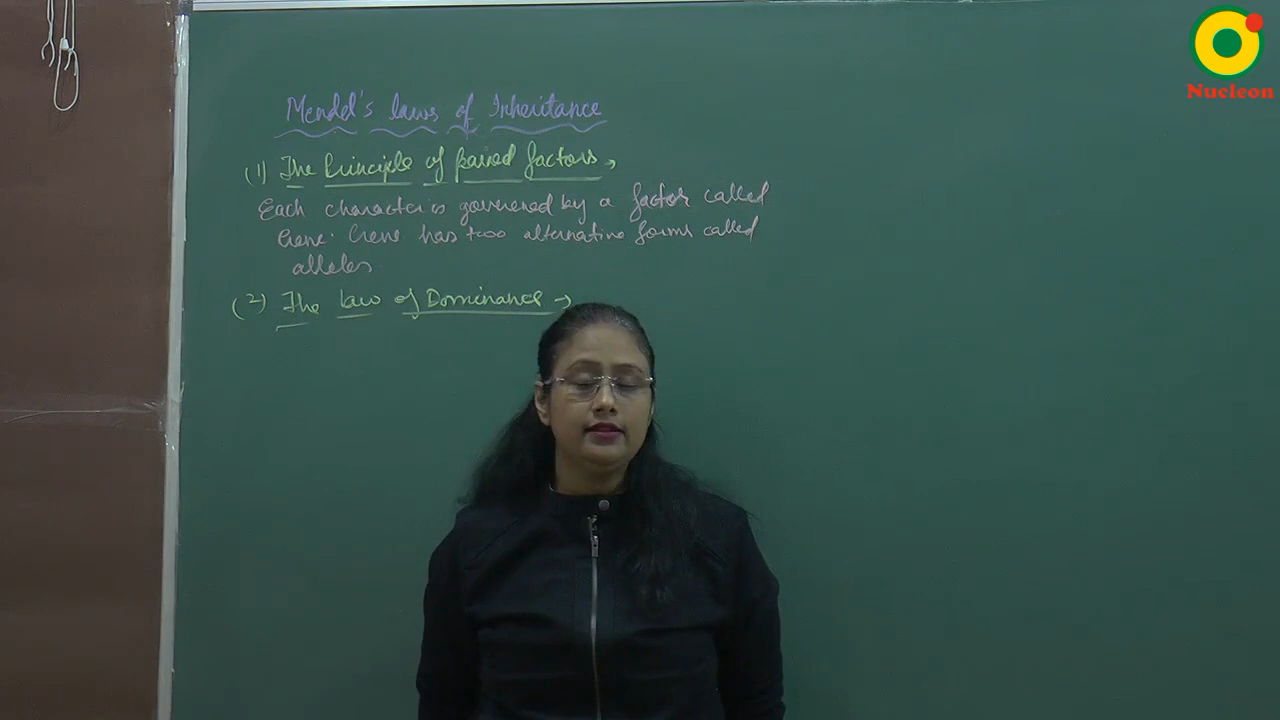 Mendel's laws of Inheritance
(1) The Principle of paired factors →
Each character is governed by a factor called
Gene. Gene has two alternative forms called
alleles.
(2) The law of Dominance →
Nucleon